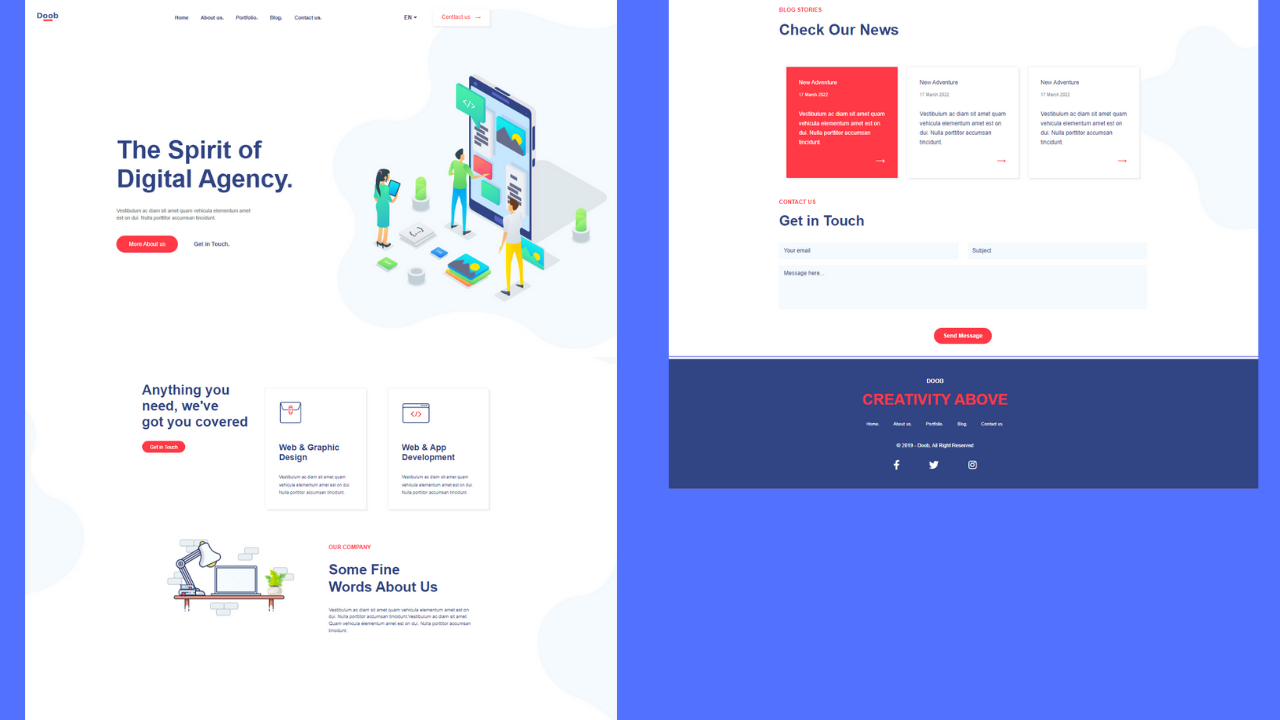 Doob
Home
About us.
Portfolio.
Blog.
Contact us.
EN
Conttact us →
The Spirit of
Digital Agency.
Vestibulum ac diam sit amet quam vehicula elementum amet
est on dui. Nulla porttitor accumsan tincidunt.
More About us
Get in Touch.
</>
{...}
Anything you
need, we've
got you covered
Get in Touch
Web & Graphic
Design
Vestibulum ac diam sit amet quam
vehicula elementum amet est on dui.
Nulla porttitor accumsan tincidunt.
</>
Web & App
Development
Vestibulum ac diam sit amet quam
vehicula elementum amet est on dui.
Nulla porttitor accumsan tincidunt.
OUR COMPANY
Some Fine
Words About Us
Vestibulum ac diam sit amet quam vehicula elementum amet est on
dui. Nulla porttitor accumsan tincidunt.Vestibulum ac diam sit amet
Quam vehicula elementum amet est on dui. Nulla porttitor accumsan
tincidunt.
BLOG STORIES
Check Our News
New Adventure
17 March 2022
Vestibulum ac diam sit amet quam
vehicula elementum amet est on
dui. Nulla porttitor accumsan
tincidunt.
→
New Adventure
17 March 2022
Vestibulum ac diam sit amet quam
vehicula elementum amet est on
dui. Nulla porttitor accumsan
tincidunt.
→
New Adventure
17 March 2022
Vestibulum ac diam sit amet quam
vehicula elementum amet est on
dui. Nulla porttitor accumsan
tincidunt.
→
CONTACT US
Get in Touch
Your email
Subject
Message here...
Send Message
DOOB
CREATIVITY ABOVE
Home.
About us.
Portfolio.
Blog.
Contact us.
© 2019 - Doob, All Right Reserved